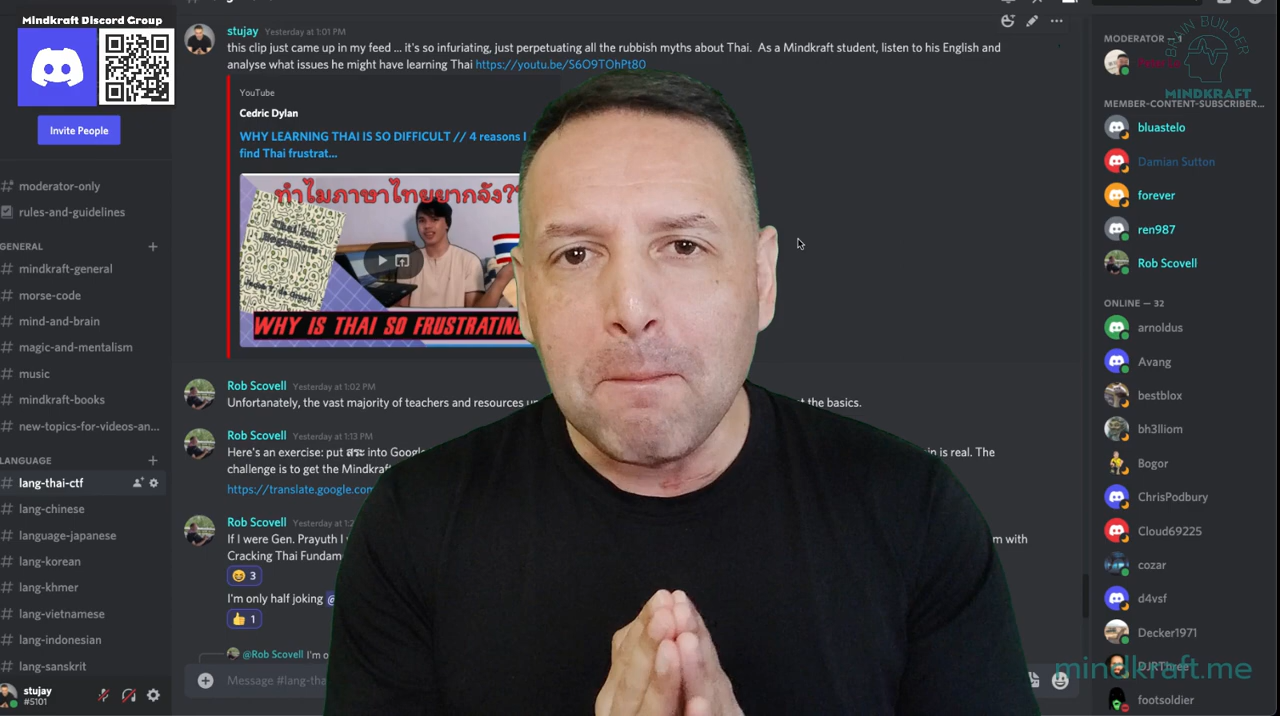 Mindkraft Discord Group
Invite People
moderator-only
rules-and-guidelines
GENERAL
mindkraft-general
morse-code
mind-and-brain
magic-and-mentalism
music
mindkraft-books
new-topics-for-videos-an...
LANGUAGE
lang-thai-ctf
lang-chinese
language-japanese
lang-korean
lang-khmer
lang-vietnamese
lang-indonesian
lang-sanskrit
stujay
#5101
stujay Yesterday at 1:01 PM
this clip just came up in my feed ... it's so infuriating, just perpetuating all the rubbish myths about Thai. As a Mindkraft student, listen to his English and
analyse what issues he might have learning Thai https://youtu.be/S6O9TOhPt80
YouTube
Cedric Dylan
WHY LEARNING THAI IS SO DIFFICULT // 4 reasons I
find Thai frustrat...
ทำไมภาษาไทยยากจัง??
Thai for
Beginners
WHY IS THAI SO FRUSTRATING
Rob Scovell Yesterday at 1:02 PM
Unfortunately, the vast majority of teachers and resources the basics.
Rob Scovell Yesterday at 1:13 PM
Here's an exercise: put สระ into Goog is real. The
challenge is to get the Mindkraft
https://translate.google.com
Rob Scovell Yesterday at 1:2
If I were Gen. Prayuth I m with
Cracking Thai Fundam
3
I'm only half joking @
1
@Rob Scovell I'm o
Message #lang-tha
BRAIN BUILDER
MINDKRAFT
MODERATOR — 1
MEMBER-CONTENT-SUBSCRIBER...
bluastelo
Damian Sutton
forever
ren987
Rob Scovell
ONLINE — 32
arnoldus
Avang
bestblox
bh3lliom
Bogor
ChrisPodbury
Cloud69225
cozar
d4vsf
Decker1971
DJRThree
mindkraft.me
footsoldier